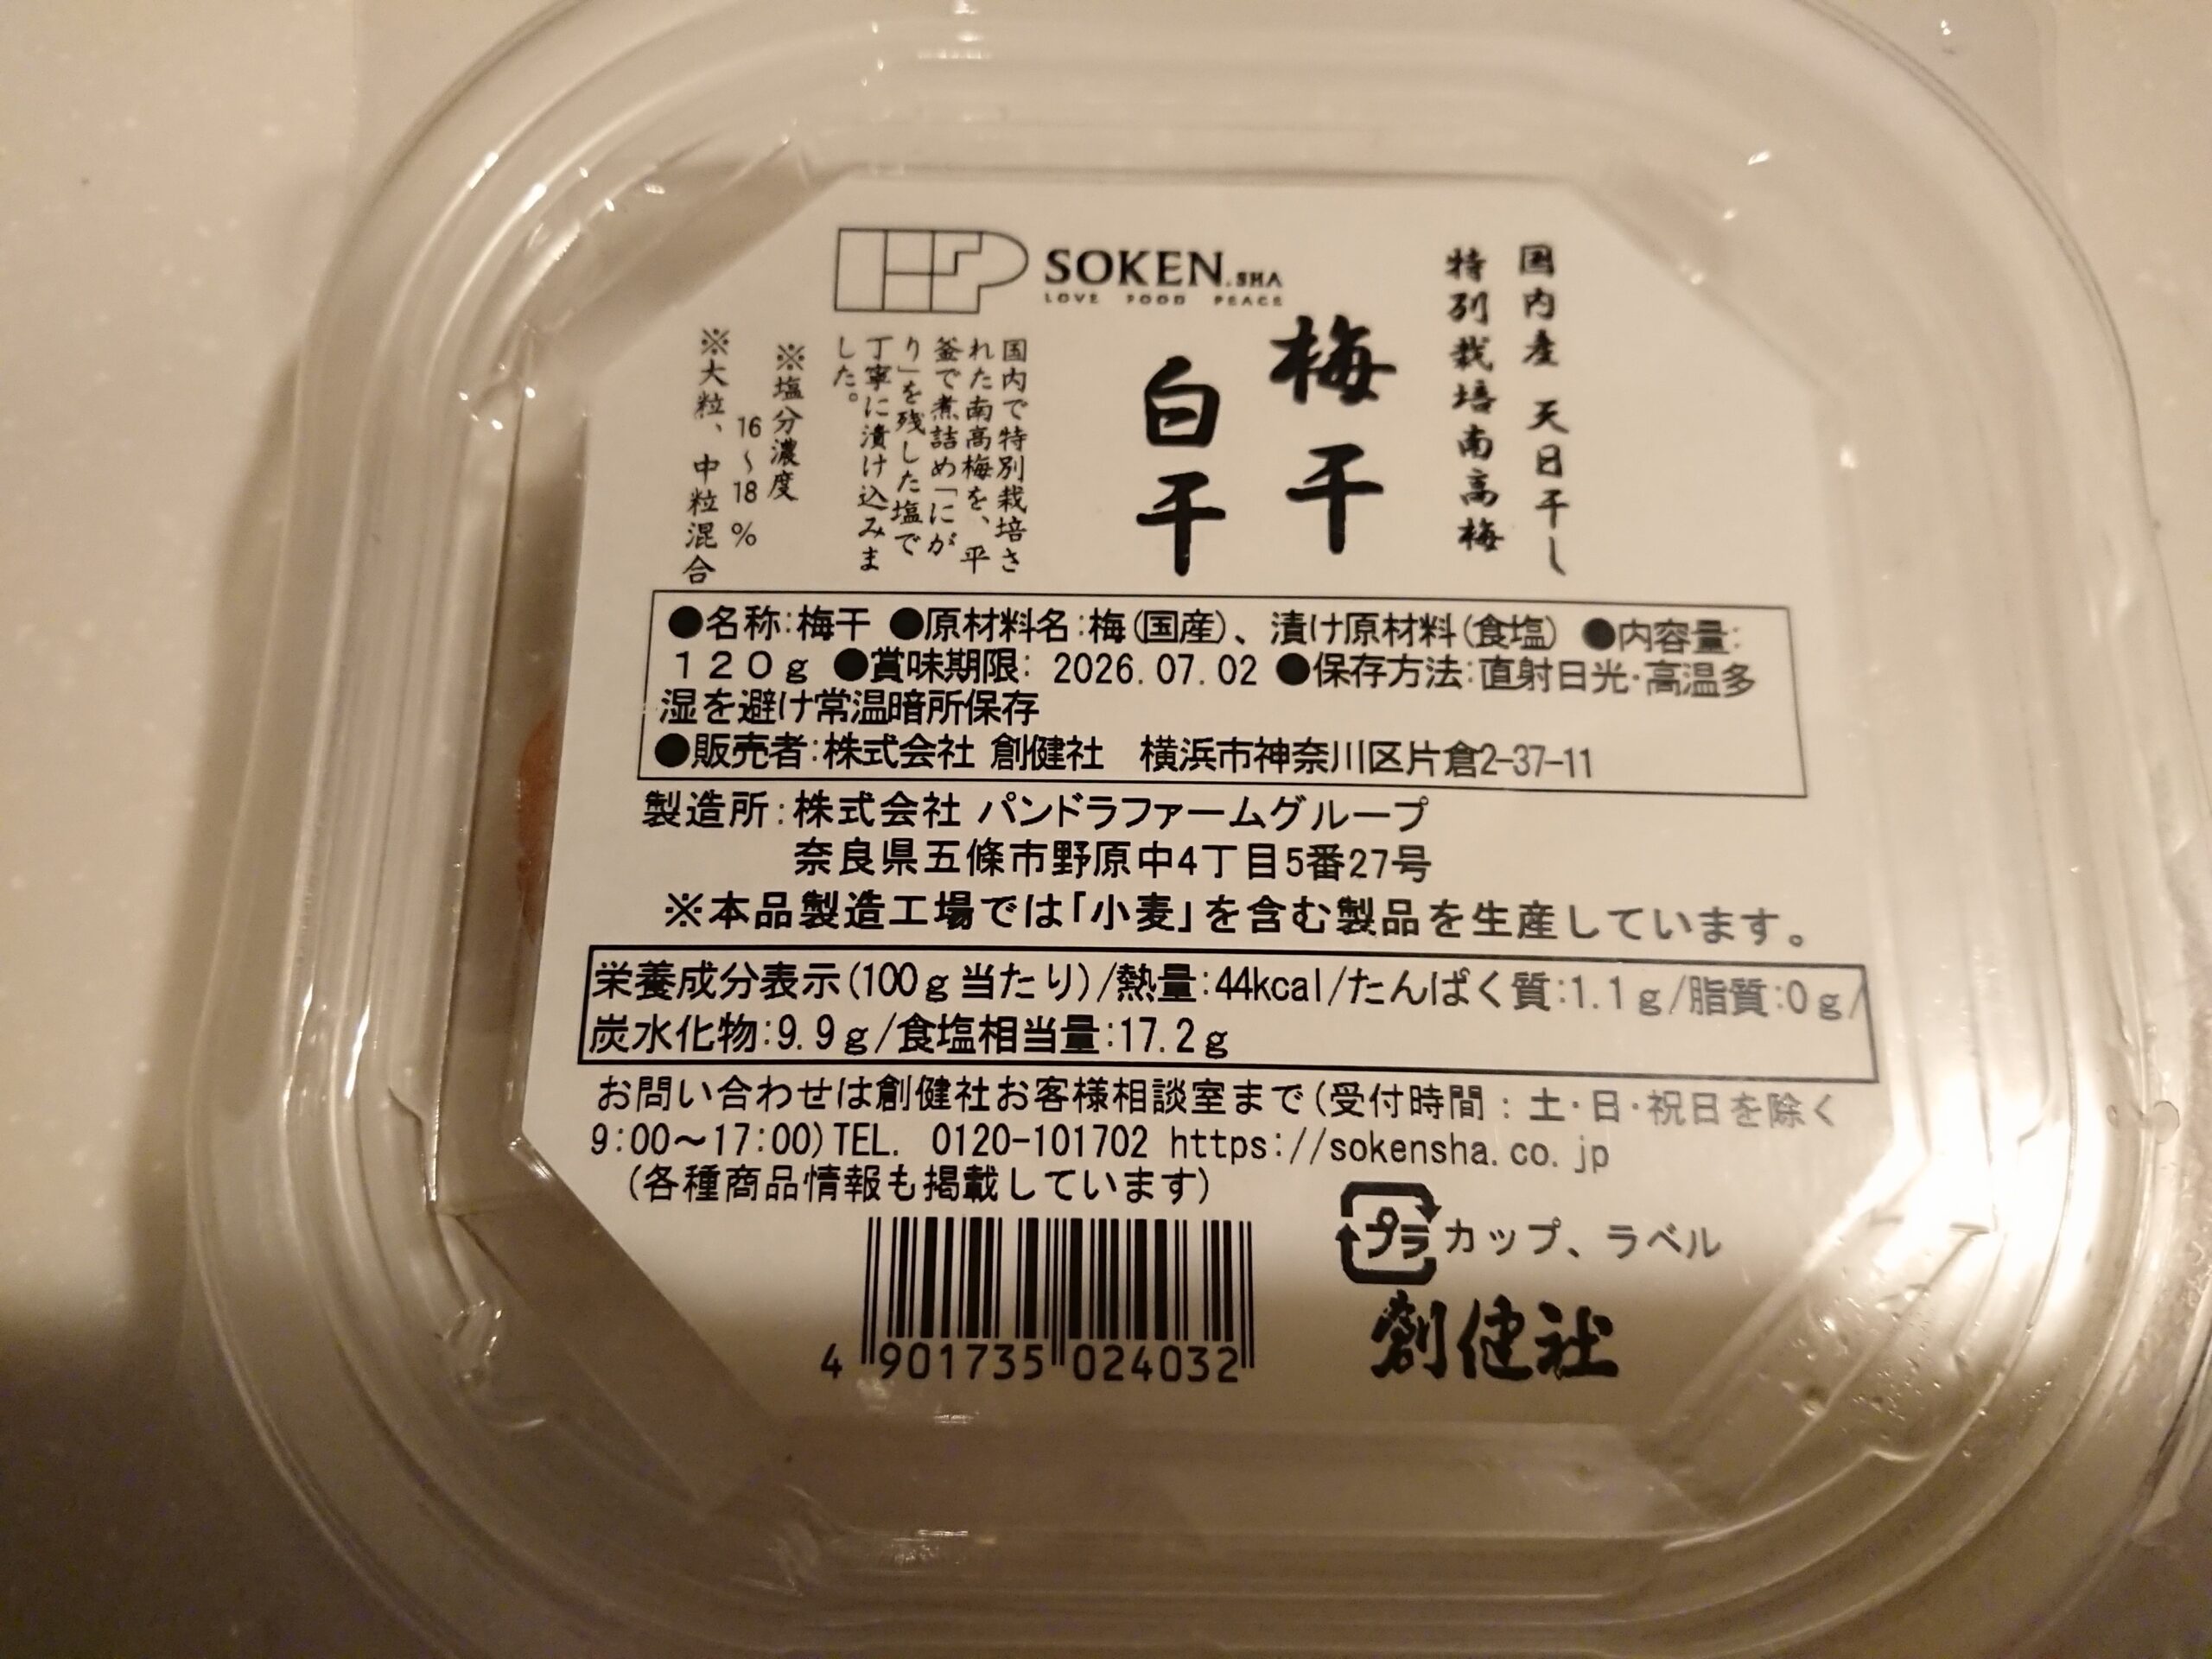 SOKEN.SHA
LOVE FOOD PEACE
国内産 天日干し
特別栽培南高梅
梅干
白干
国内で特別栽培さ
れた南高梅を、平
釜で煮詰め「にが
り」を残した塩で
丁寧に漬け込みま
した。
※塩分濃度
16～18%
※大粒、中粒混合
●名称:梅干 ●原材料名:梅(国産)、漬け原材料(食塩) ●内容量:
120g ●賞味期限: 2026.07.02 ●保存方法:直射日光・高温多
湿を避け常温暗所保存
●販売者:株式会社 創健社 横浜市神奈川区片倉2-37-11
製造所:株式会社 パンドラファームグループ
奈良県五條市野原中4丁目5番27号
※本品製造工場では「小麦」を含む製品を生産しています。
栄養成分表示(100g当たり)/熱量:44kcal/たんぱく質:1.1g/脂質:0g/
炭水化物:9.9g/食塩相当量:17.2g
お問い合わせは創健社お客様相談室まで(受付時間:土・日・祝日を除く
9:00～17:00)TEL. 0120-101702 https://sokensha.co.jp
(各種商品情報も掲載しています)
プラ カップ、ラベル
4 901735 024032
創健社